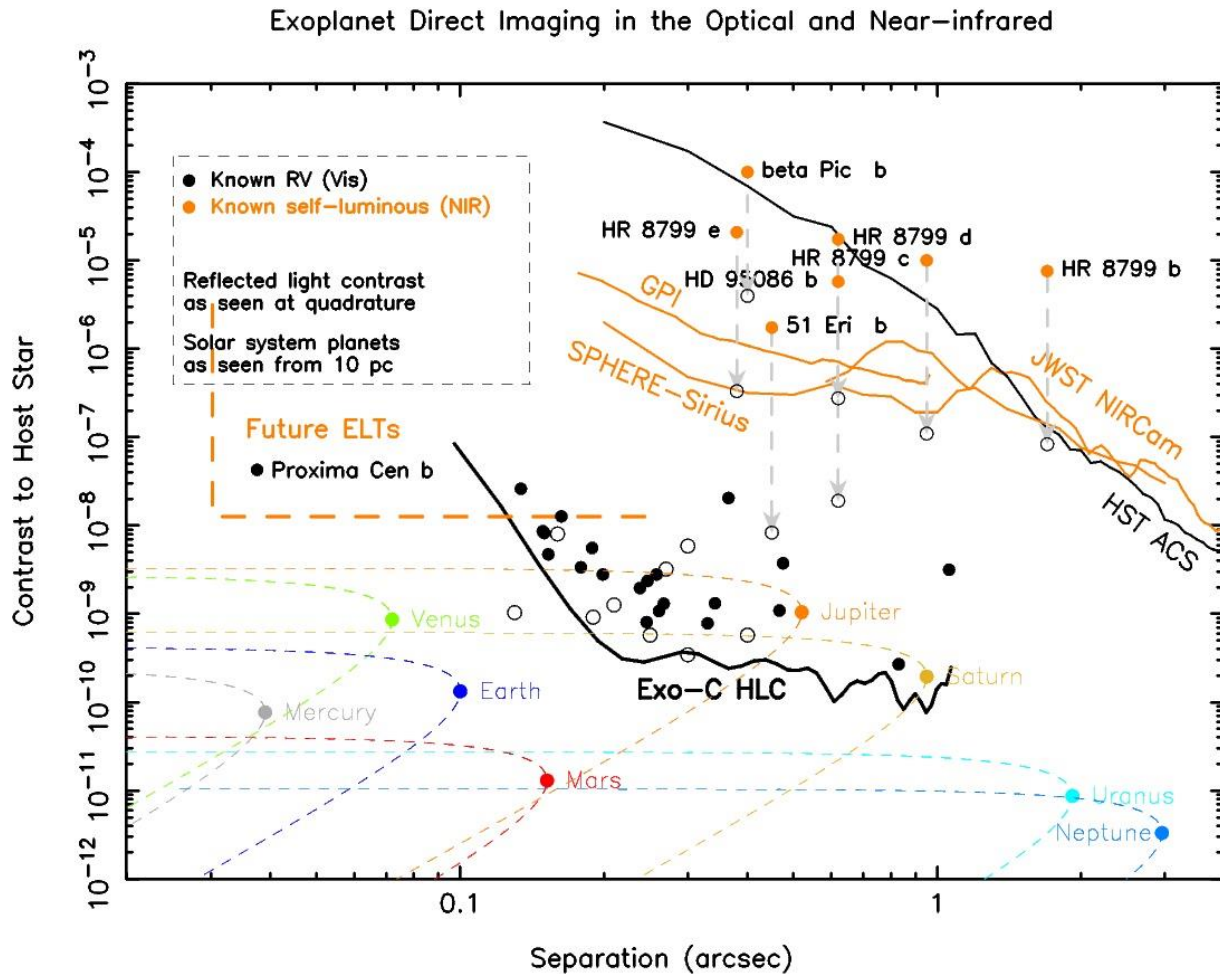 Exoplanet Direct Imaging in the Optical and Near-infrared
Contrast to Host Star
10⁻³
10⁻⁴
10⁻⁵
10⁻⁶
10⁻⁷
10⁻⁸
10⁻⁹
10⁻¹⁰
10⁻¹¹
10⁻¹²
Known RV (Vis)
Known self-luminous (NIR)
Reflected light contrast
as seen at quadrature
Solar system planets
as seen from 10 pc
Future ELTs
Proxima Cen b
beta Pic b
HR 8799 e
HR 8799 d
HR 8799 c
HD 95086 b
HR 8799 b
51 Eri b
GPI
SPHERE-Sirius
JWST NIRCam
HST ACS
Exo-C HLC
Venus
Earth
Mercury
Mars
Jupiter
Saturn
Uranus
Neptune
0.1
1
Separation (arcsec)